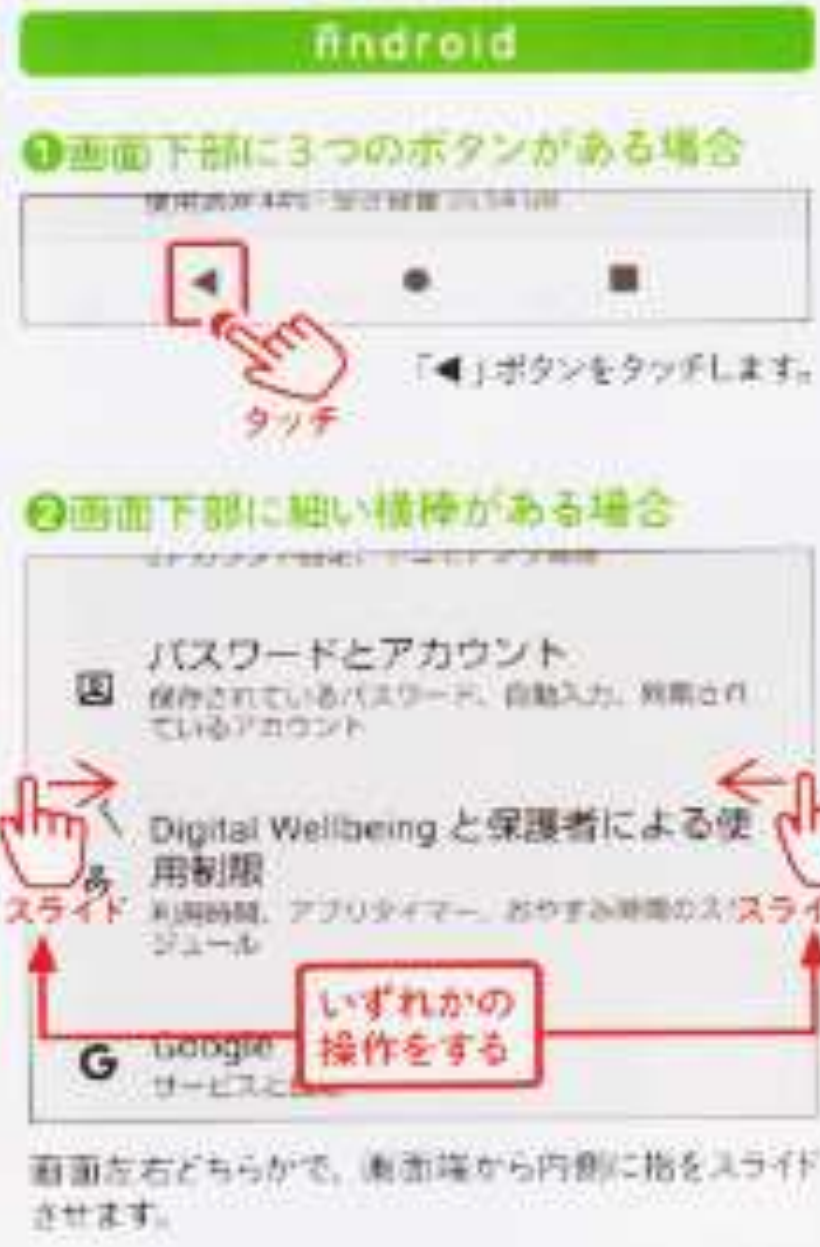 Android
❶画面下部に3つのボタンがある場合
◀ ● ■
「◀」ボタンをタッチします。
タッチ
❷画面下部に細い横棒がある場合
パスワードとアカウント
保存されているパスワード、自動入力、同期され
ているアカウント
Digital Wellbeing と保護者による使
用制限
スライド
利用時間、アプリタイマー、おやすみ時間のス
スライ
ジュール
いずれかの
操作をする
G Google
サービスと
画面左右どちらかで、画面端から内側に指をスライド
させます。